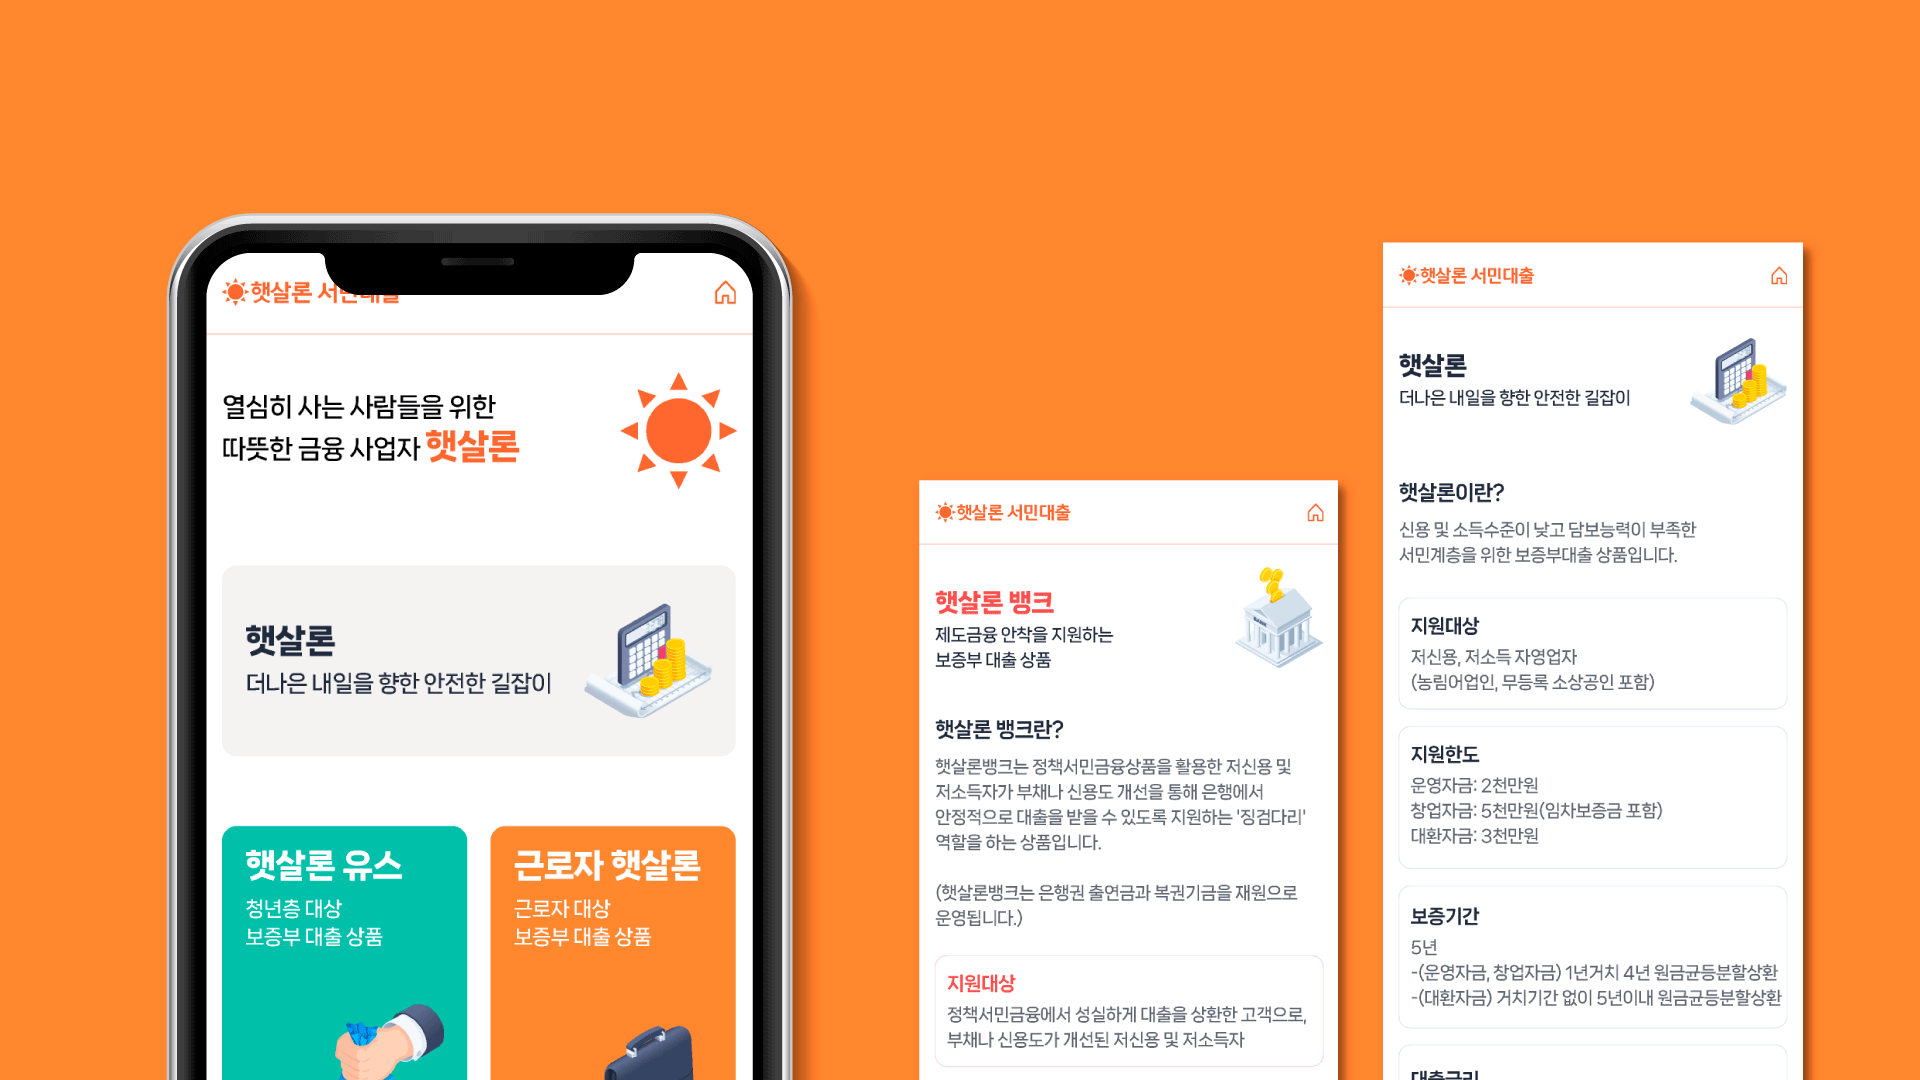 햇살론 서민대출
열심히 사는 사람들을 위한
따뜻한 금융 사업자 햇살론
햇살론
더나은 내일을 향한 안전한 길잡이
햇살론 유스
청년층 대상
보증부 대출 상품
근로자 햇살론
근로자 대상
보증부 대출 상품
햇살론 서민대출
햇살론 뱅크
제도금융 안착을 지원하는
보증부 대출 상품
BANK
햇살론 뱅크란?
햇살론뱅크는 정책서민금융상품을 활용한 저신용 및
저소득자가 부채나 신용도 개선을 통해 은행에서
안정적으로 대출을 받을 수 있도록 지원하는 '징검다리'
역할을 하는 상품입니다.
(햇살론뱅크는 은행권 출연금과 복권기금을 재원으로
운영됩니다.)
지원대상
정책서민금융에서 성실하게 대출을 상환한 고객으로,
부채나 신용도가 개선된 저신용 및 저소득자
햇살론 서민대출
햇살론
더나은 내일을 향한 안전한 길잡이
햇살론이란?
신용 및 소득수준이 낮고 담보능력이 부족한
서민계층을 위한 보증부대출 상품입니다.
지원대상
저신용, 저소득 자영업자
(농림어업인, 무등록 소상공인 포함)
지원한도
운영자금: 2천만원
창업자금: 5천만원(임차보증금 포함)
대환자금: 3천만원
보증기간
5년
-(운영자금, 창업자금) 1년거치 4년 원금균등분할상환
-(대환자금) 거치기간 없이 5년이내 원금균등분할상환
대출금리